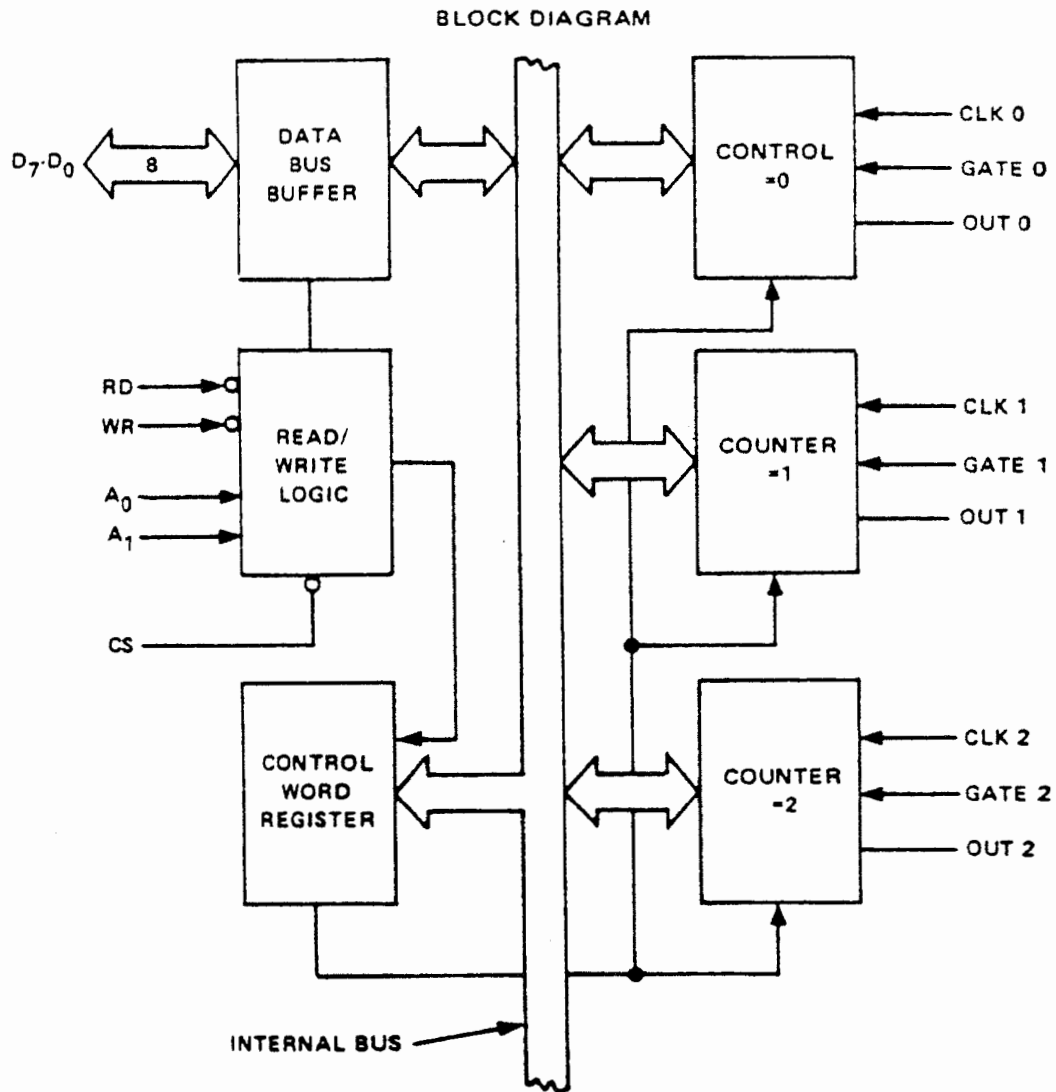 BLOCK DIAGRAM
D7-D0
8
DATA
BUS
BUFFER
CONTROL
=0
CLK 0
GATE 0
OUT 0
RD
WR
A0
A1
READ/
WRITE
LOGIC
CS
COUNTER
=1
CLK 1
GATE 1
OUT 1
CONTROL
WORD
REGISTER
COUNTER
=2
CLK 2
GATE 2
OUT 2
INTERNAL BUS